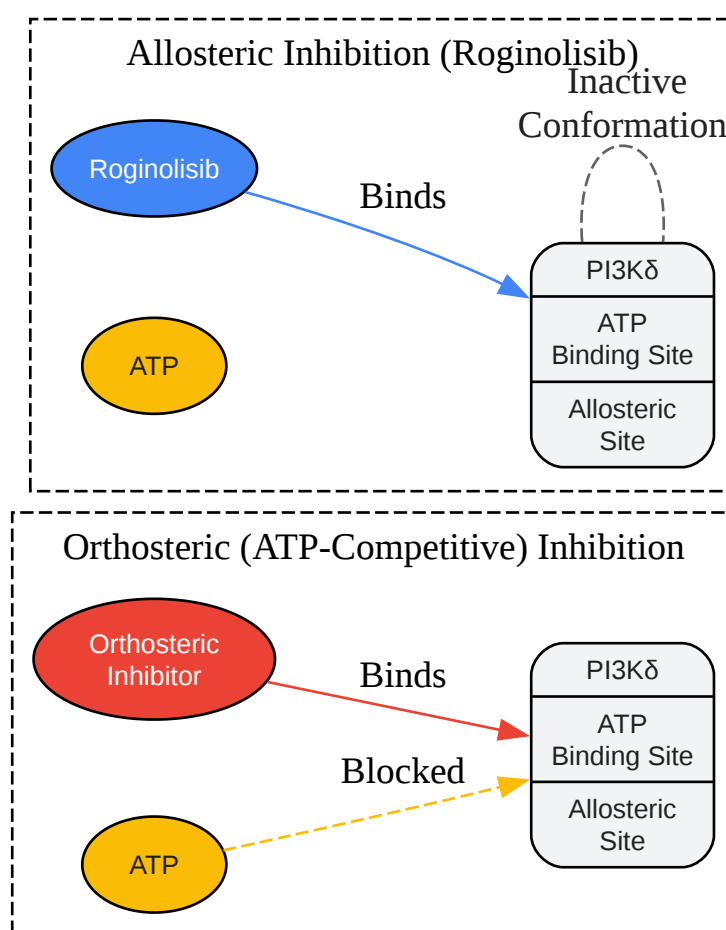 Allosteric Inhibition (Roginolisib)
Inactive
Conformation
Roginolisib
Binds
PI3Kδ
ATP
Binding Site
ATP
Allosteric
Site
Orthosteric (ATP-Competitive) Inhibition
Orthosteric
Inhibitor
Binds
PI3Kδ
ATP
Binding Site
Blocked
Allosteric
Site
ATP